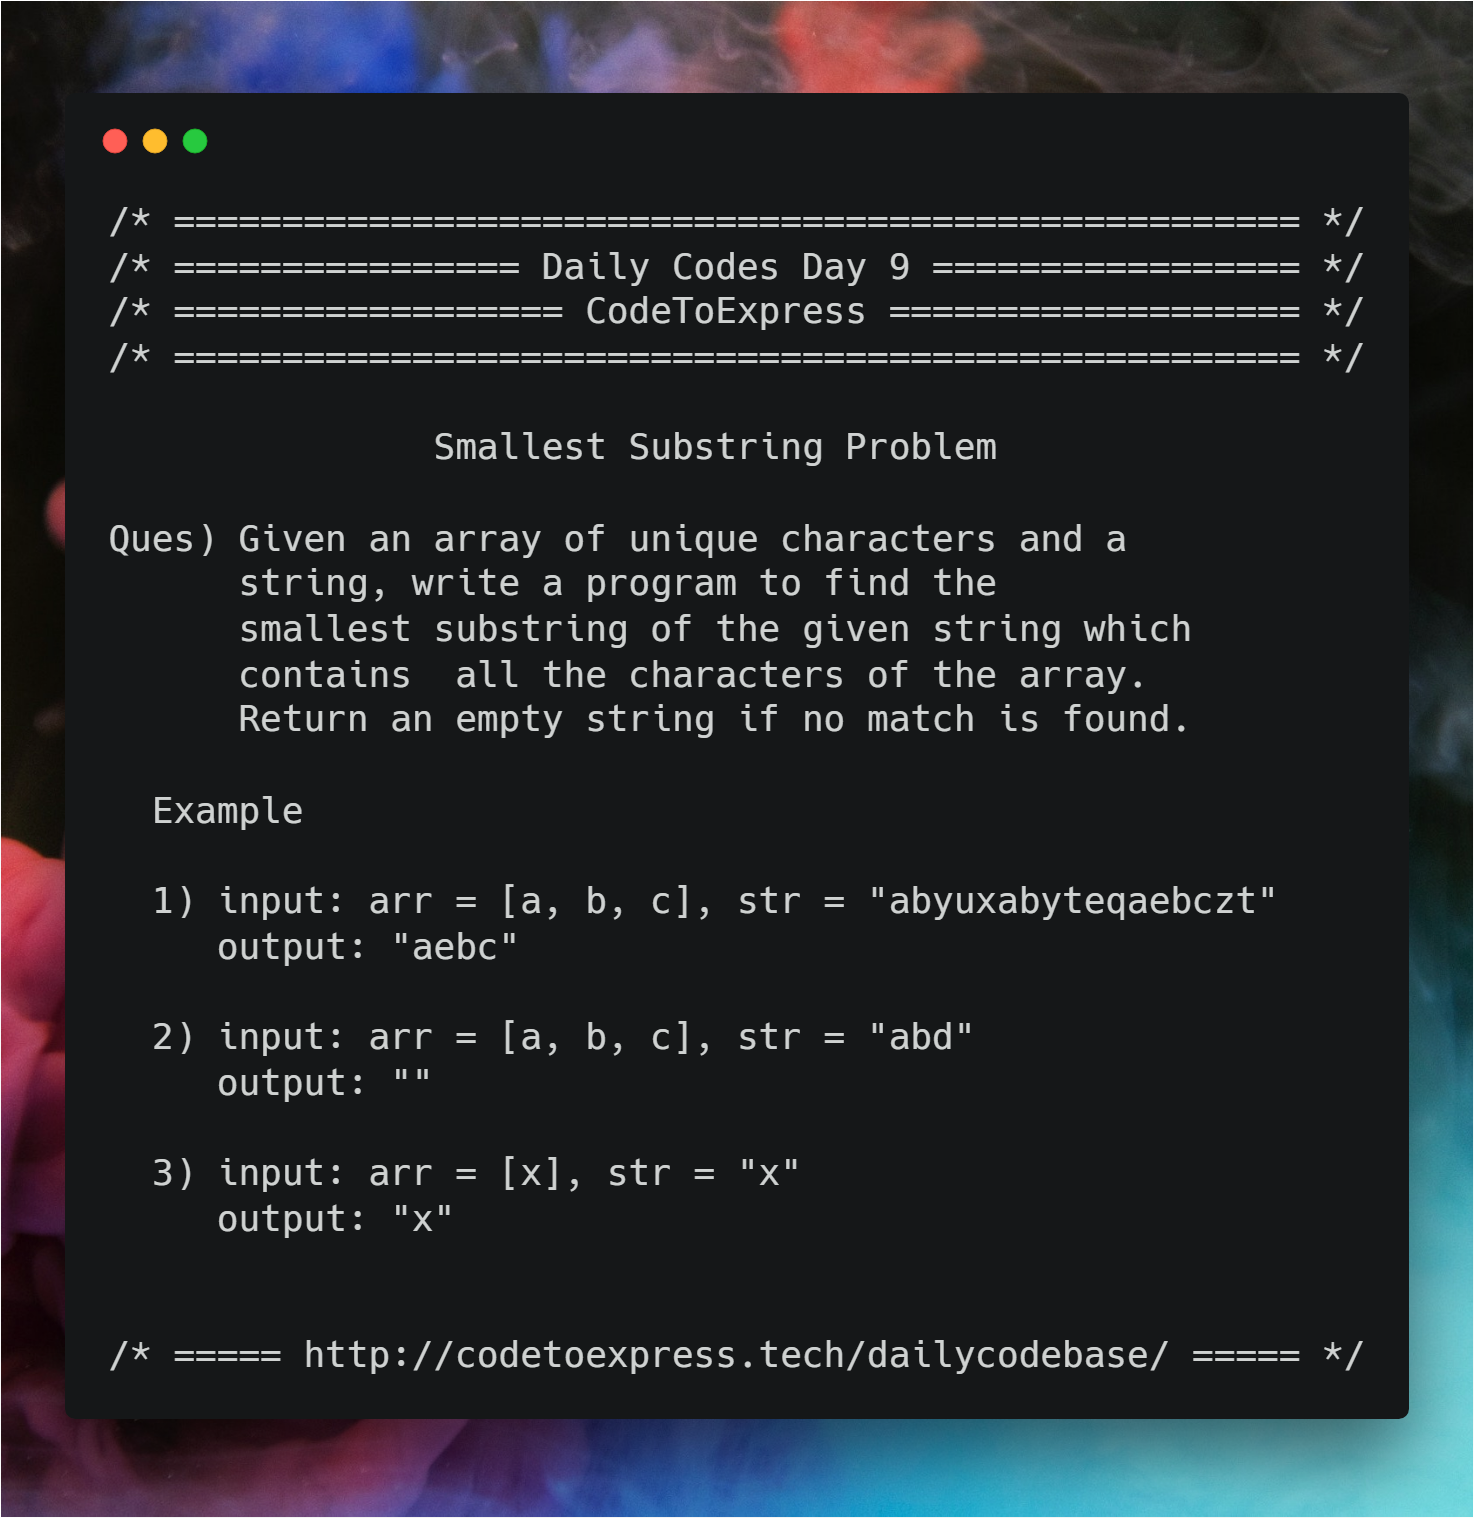 /* ==================================================== */
/* ================ Daily Codes Day 9 ================= */
/* ================== CodeToExpress =================== */
/* ==================================================== */
Smallest Substring Problem
Ques) Given an array of unique characters and a
string, write a program to find the
smallest substring of the given string which
contains  all the characters of the array.
Return an empty string if no match is found.
Example
1) input: arr = [a, b, c], str = "abyuxabyteqaebczt"
output: "aebc"
2) input: arr = [a, b, c], str = "abd"
output: ""
3) input: arr = [x], str = "x"
output: "x"
/* ===== http://codetoexpress.tech/dailycodebase/ ===== */